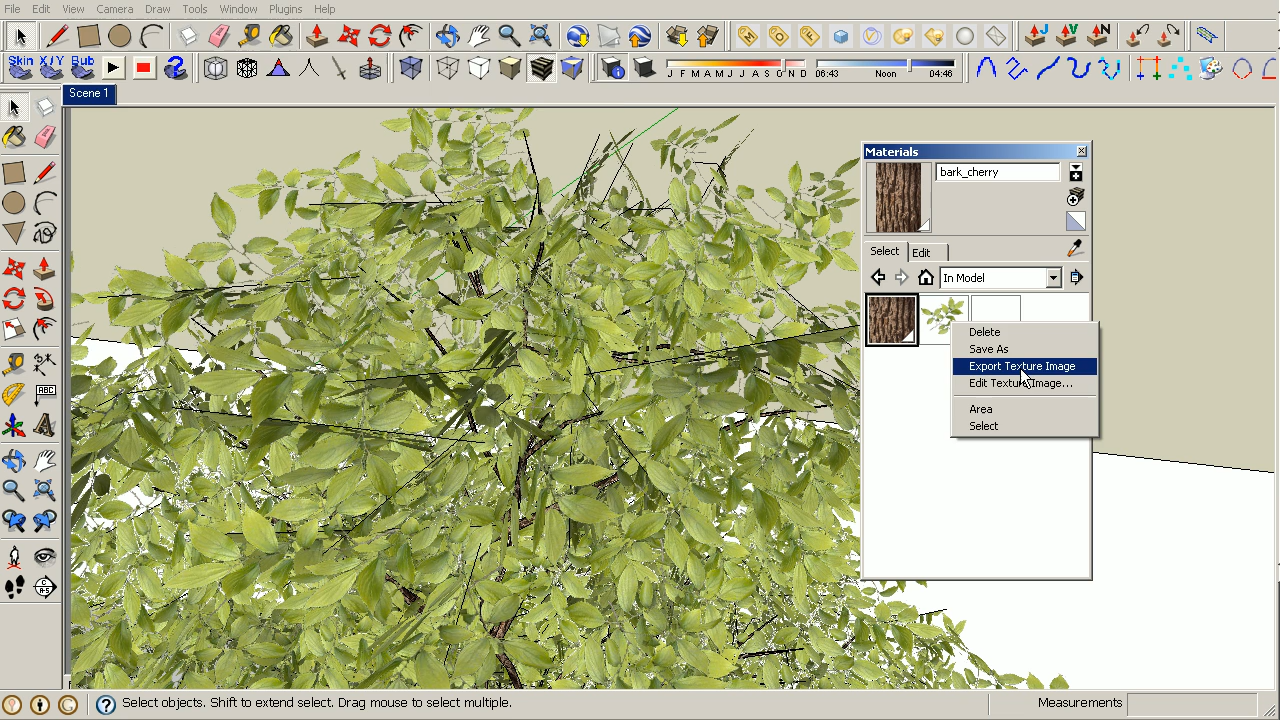 File Edit View Camera Draw Tools Window Plugins Help
Skin X/Y Bub
J F M A M J J A S O N D 06:43 Noon 04:46
Scene 1
Materials
bark_cherry
Select Edit
In Model
Delete
Save As
Export Texture Image
Edit Texture Image...
Area
Select
ABC
Select objects. Shift to extend select. Drag mouse to select multiple. Measurements